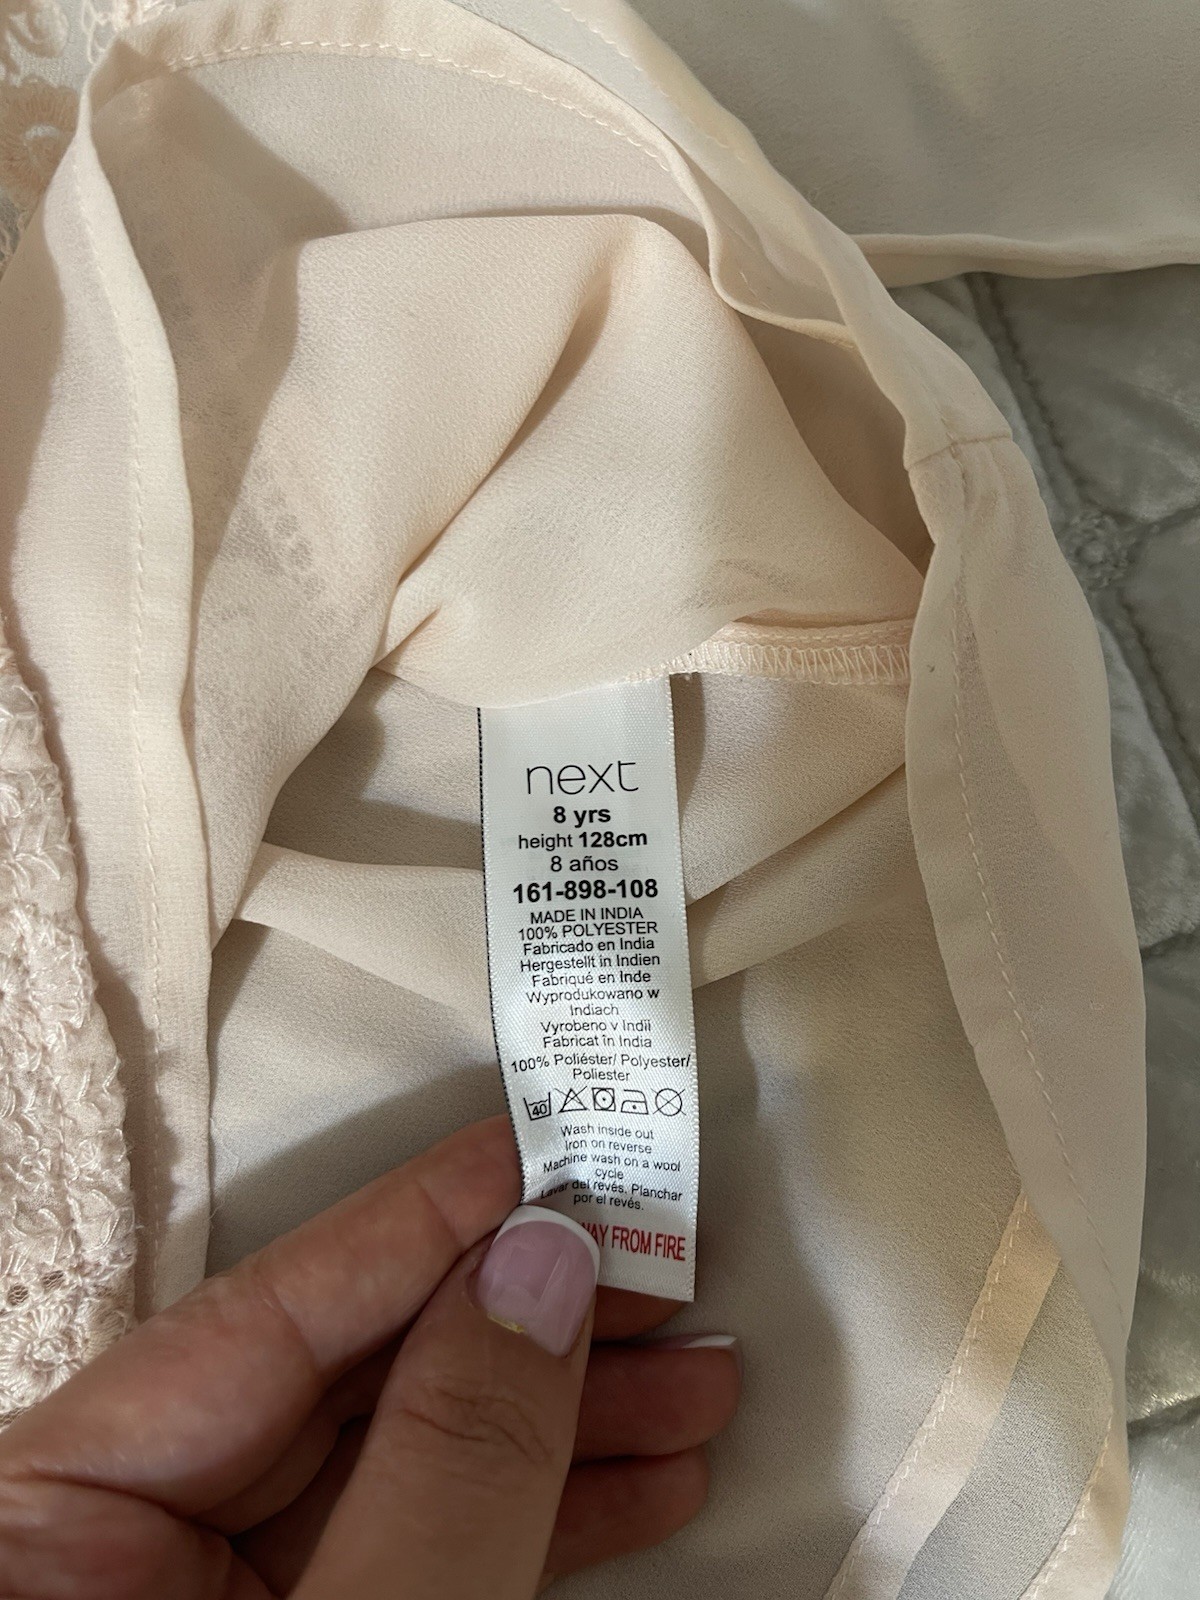 next
8 yrs
height 128cm
8 años
161-898-108
MADE IN INDIA
100% POLYESTER
Fabricado en India
Hergestellt in Indien
Fabriqué en Inde
Wyprodukowano w
Indiach
Vyrobeno v Indii
Fabricat în India
100% Poliéster/ Polyester/
Poliester
40
Wash inside out
Iron on reverse
Machine wash on a wool
cycle
Lavar del revés. Planchar
por el revés.
FROM FIRE